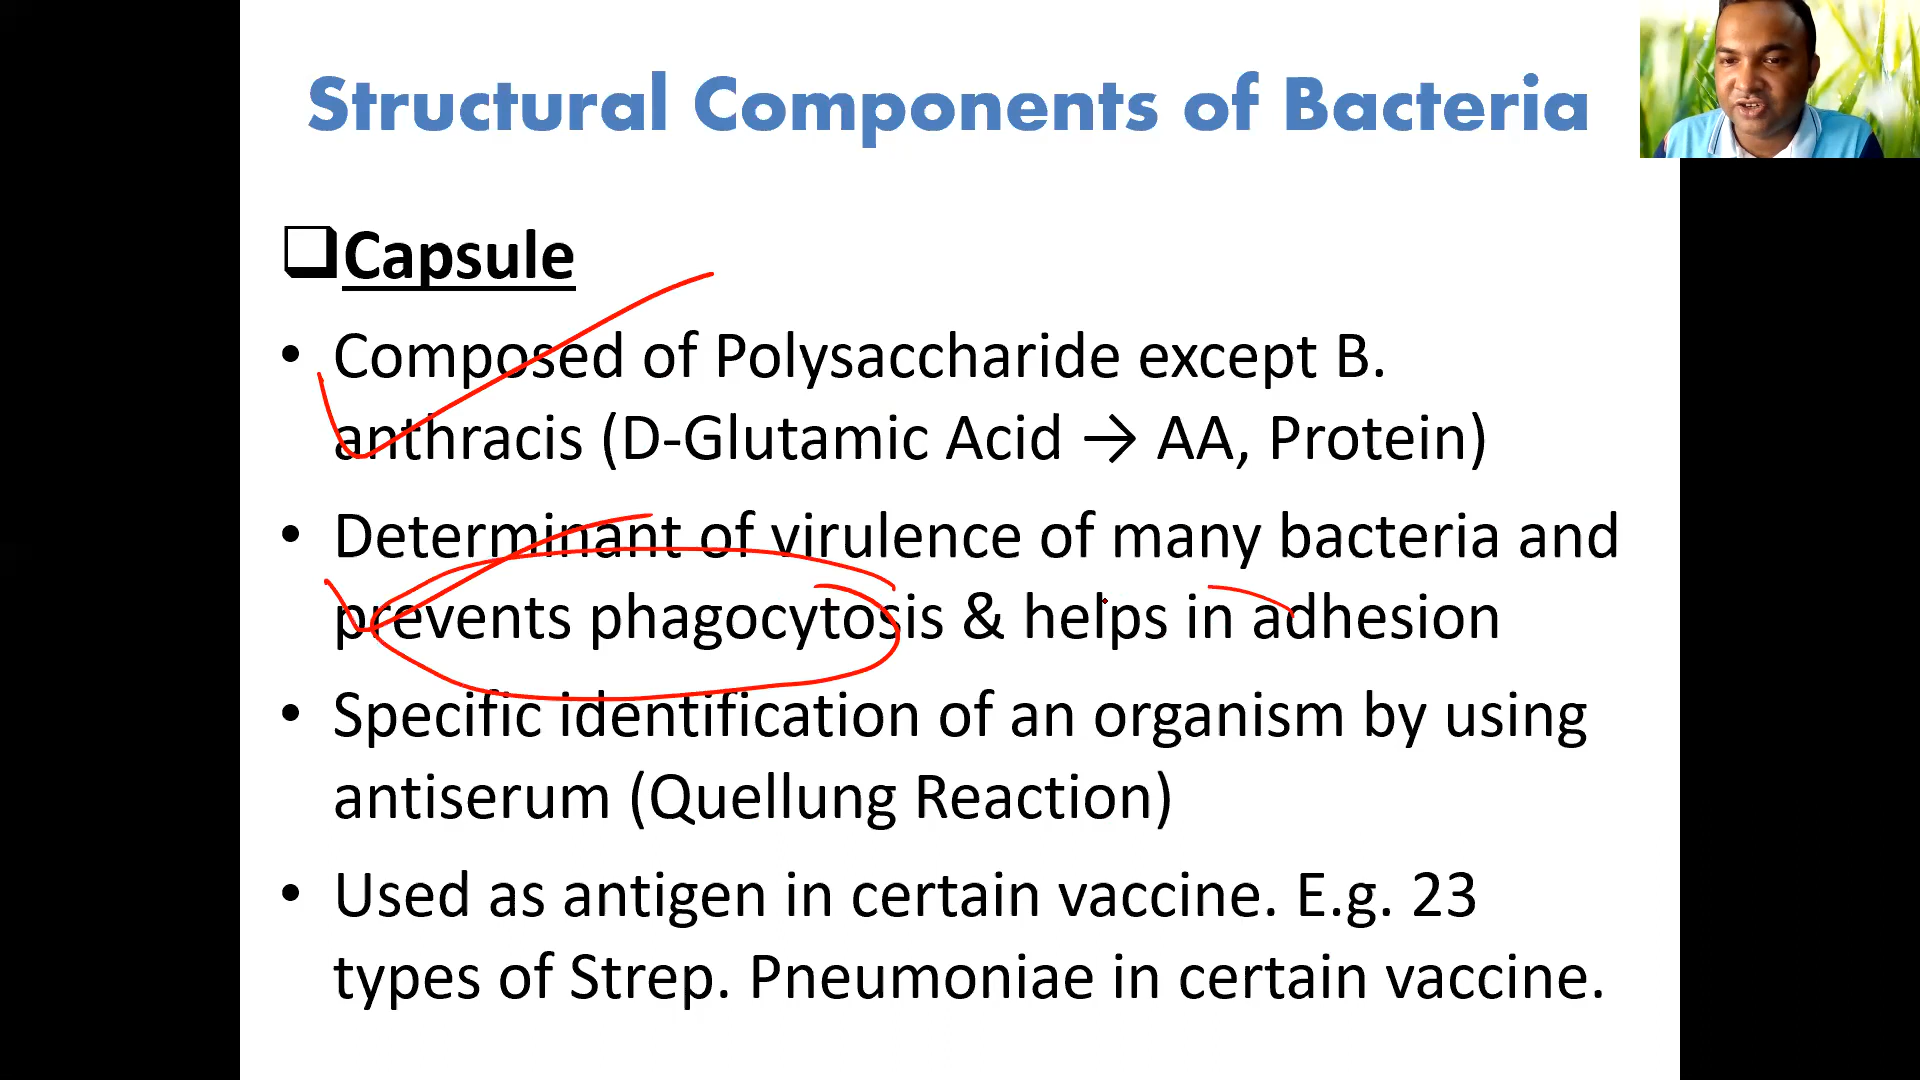 Structural Components of Bacteria
❑Capsule
• Composed of Polysaccharide except B.
anthracis (D-Glutamic Acid → AA, Protein)
• Determinant of virulence of many bacteria and
prevents phagocytosis & helps in adhesion
• Specific identification of an organism by using
antiserum (Quellung Reaction)
• Used as antigen in certain vaccine. E.g. 23
types of Strep. Pneumoniae in certain vaccine.